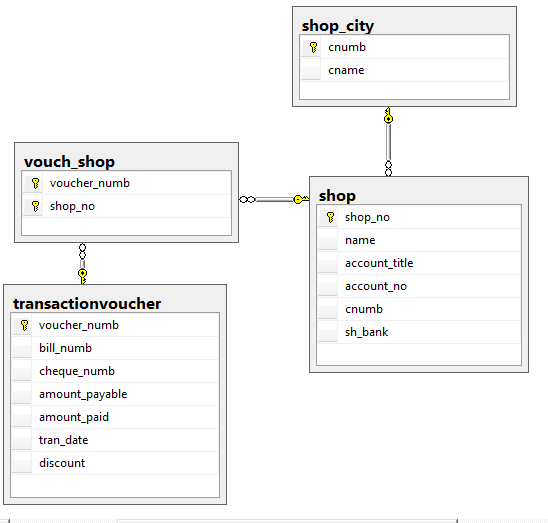 shop_city
cnumb
cname
vouch_shop
voucher_numb
shop_no
shop
shop_no
name
account_title
account_no
cnumb
sh_bank
transactionvoucher
voucher_numb
bill_numb
cheque_numb
amount_payable
amount_paid
tran_date
discount